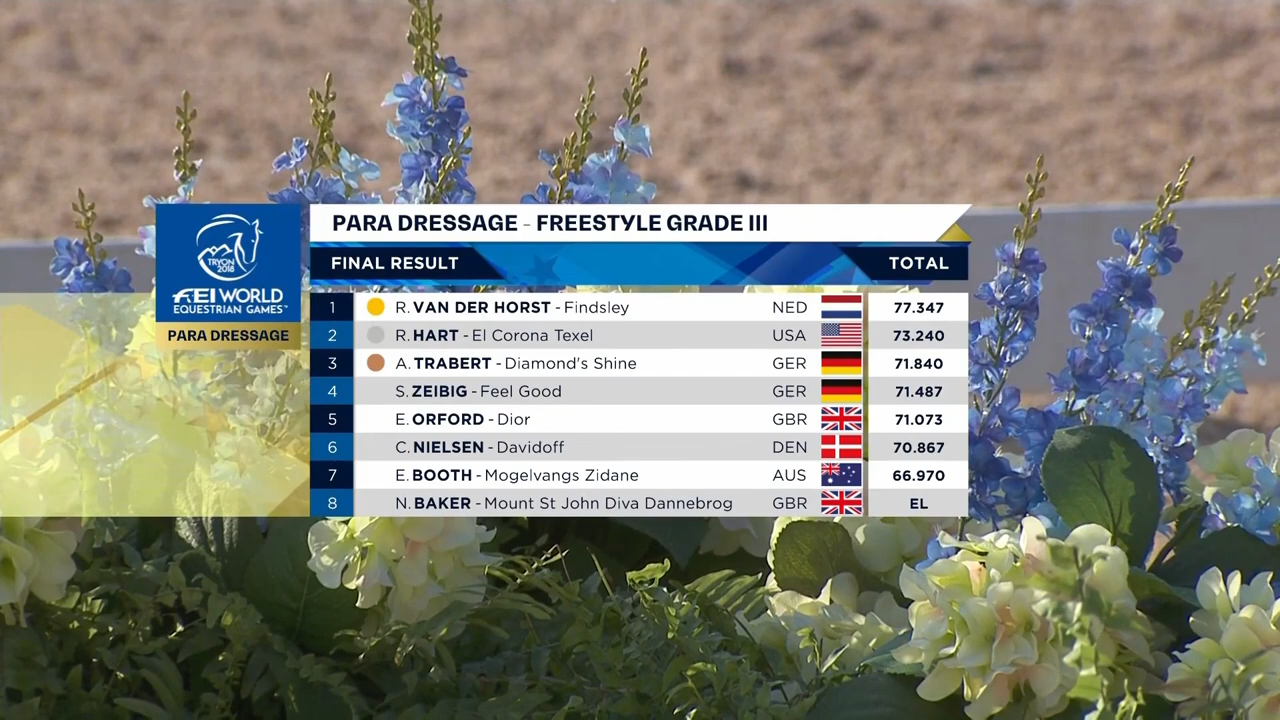 PARA DRESSAGE - FREESTYLE GRADE III
TRYON
2018
FEI WORLD
EQUESTRIAN GAMES™
PARA DRESSAGE
FINAL RESULT TOTAL
1 R. VAN DER HORST - Findsley NED 77.347
2 R. HART - El Corona Texel USA 73.240
3 A. TRABERT - Diamond's Shine GER 71.840
4 S. ZEIBIG - Feel Good GER 71.487
5 E. ORFORD - Dior GBR 71.073
6 C. NIELSEN - Davidoff DEN 70.867
7 E. BOOTH - Mogelvangs Zidane AUS 66.970
8 N. BAKER - Mount St John Diva Dannebrog GBR EL